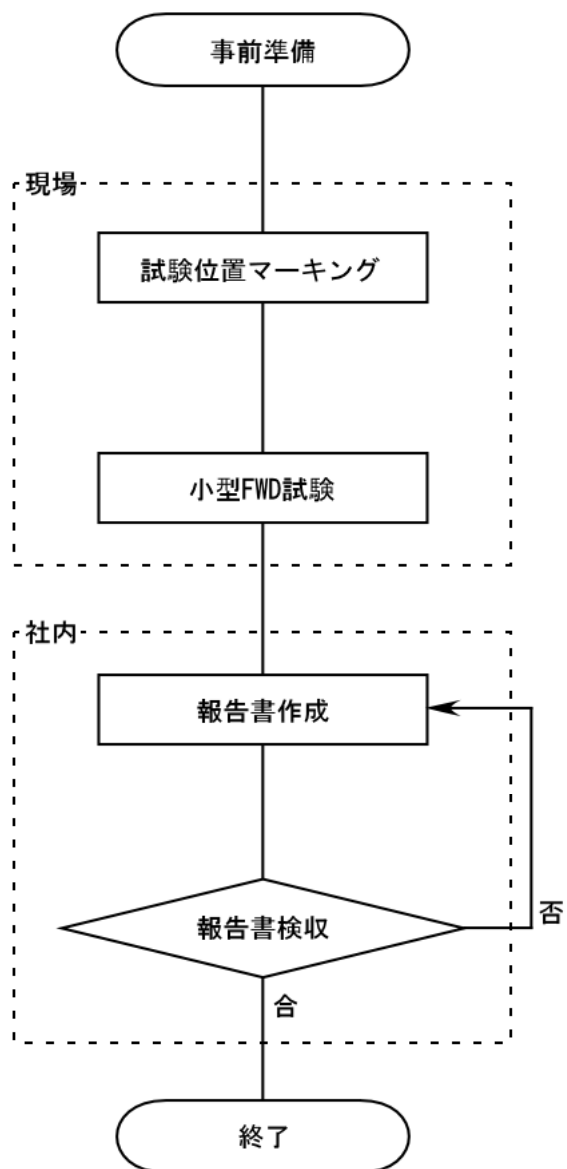 事前準備
現場
試験位置マーキング
小型FWD試験
社内
報告書作成
報告書検収
否
合
終了